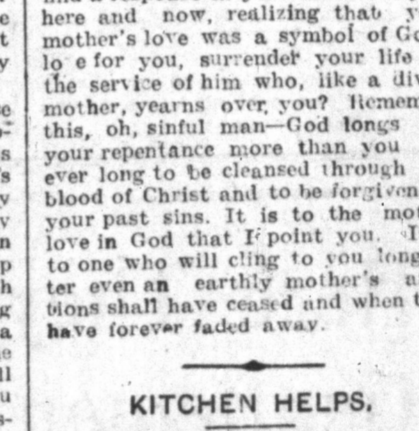 here and now, realizing that y
mother's love was a symbol of Go
lo e for you, surrender your life
the service of him who, like a div
mother, yearns over you? Remem
this, oh, sinful man—God longs
your repentance more than you
ever long to be cleansed through
blood of Christ and to be forgiven
your past sins. It is to the mot
love in God that I point you. I
to one who will cling to you long
ter even an earthly mother's a
tions shall have ceased and when t
have forever faded away.
KITCHEN HELPS.